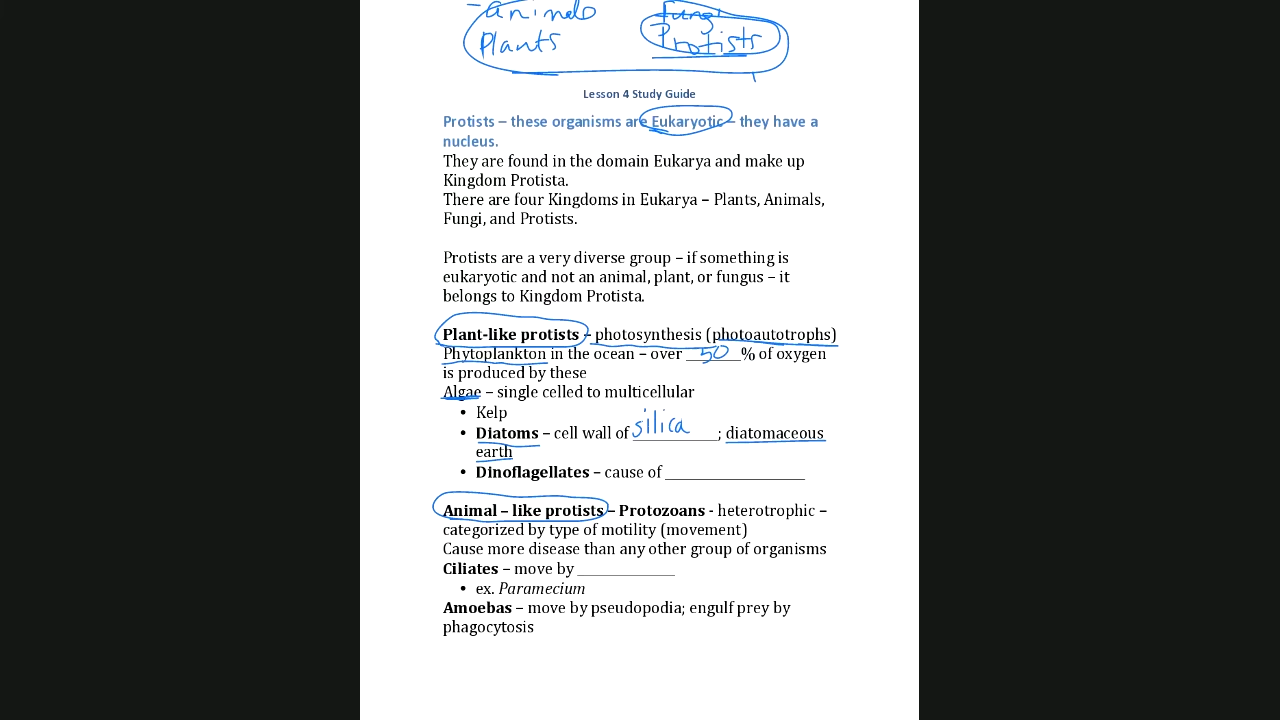 - animals fungi
Plants Protists
Lesson 4 Study Guide
Protists – these organisms are Eukaryotic – they have a
nucleus.
They are found in the domain Eukarya and make up
Kingdom Protista.
There are four Kingdoms in Eukarya – Plants, Animals,
Fungi, and Protists.
Protists are a very diverse group – if something is
eukaryotic and not an animal, plant, or fungus – it
belongs to Kingdom Protista.
Plant-like protists – photosynthesis (photoautotrophs)
Phytoplankton in the ocean – over 50 % of oxygen
is produced by these
Algae – single celled to multicellular
• Kelp
• Diatoms – cell wall of silica ; diatomaceous
earth
• Dinoflagellates – cause of ____________________
Animal – like protists – Protozoans - heterotrophic –
categorized by type of motility (movement)
Cause more disease than any other group of organisms
Ciliates – move by ______________
• ex. Paramecium
Amoebas – move by pseudopodia; engulf prey by
phagocytosis